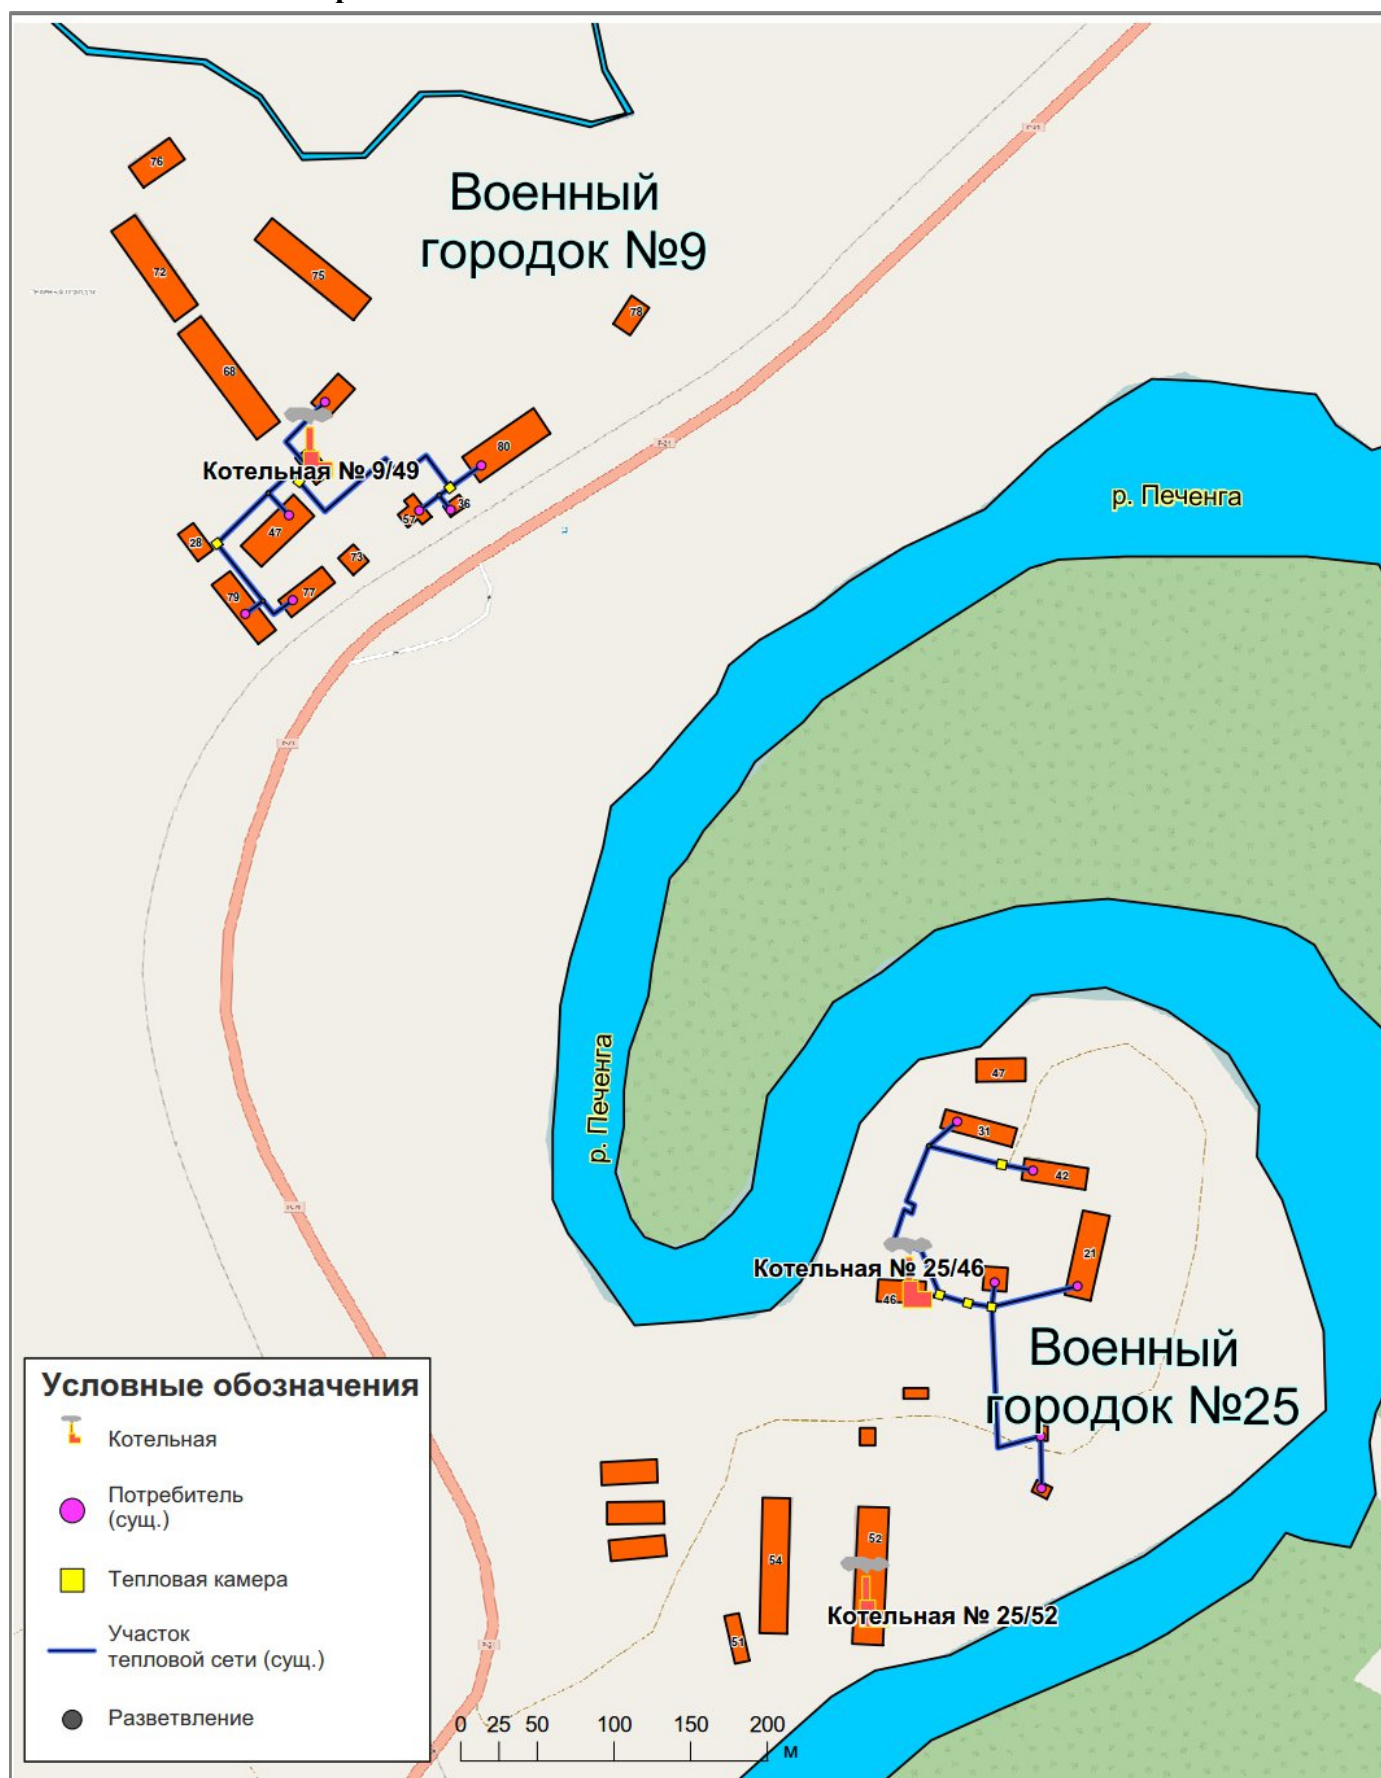 76
Военный
городок №9
72
75
78
68
80
Котельная № 9/49
36
57
47
28
73
77
79
Р-21
р. Печенга
р. Печенга
47
31
42
21
Котельная № 25/46
46
Военный
городок №25
52
54
Котельная № 25/52
51
Условные обозначения
Котельная
Потребитель
(сущ.)
Тепловая камера
Участок
тепловой сети (сущ.)
Разветвление
0 25 50 100 150 200
м